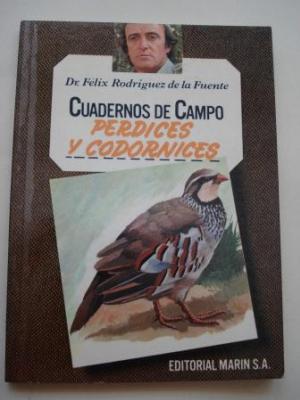 Dr. Félix Rodríguez de la Fuente
CUADERNOS DE CAMPO
PERDICES
Y CODORNICES
EDITORIAL MARIN S.A.